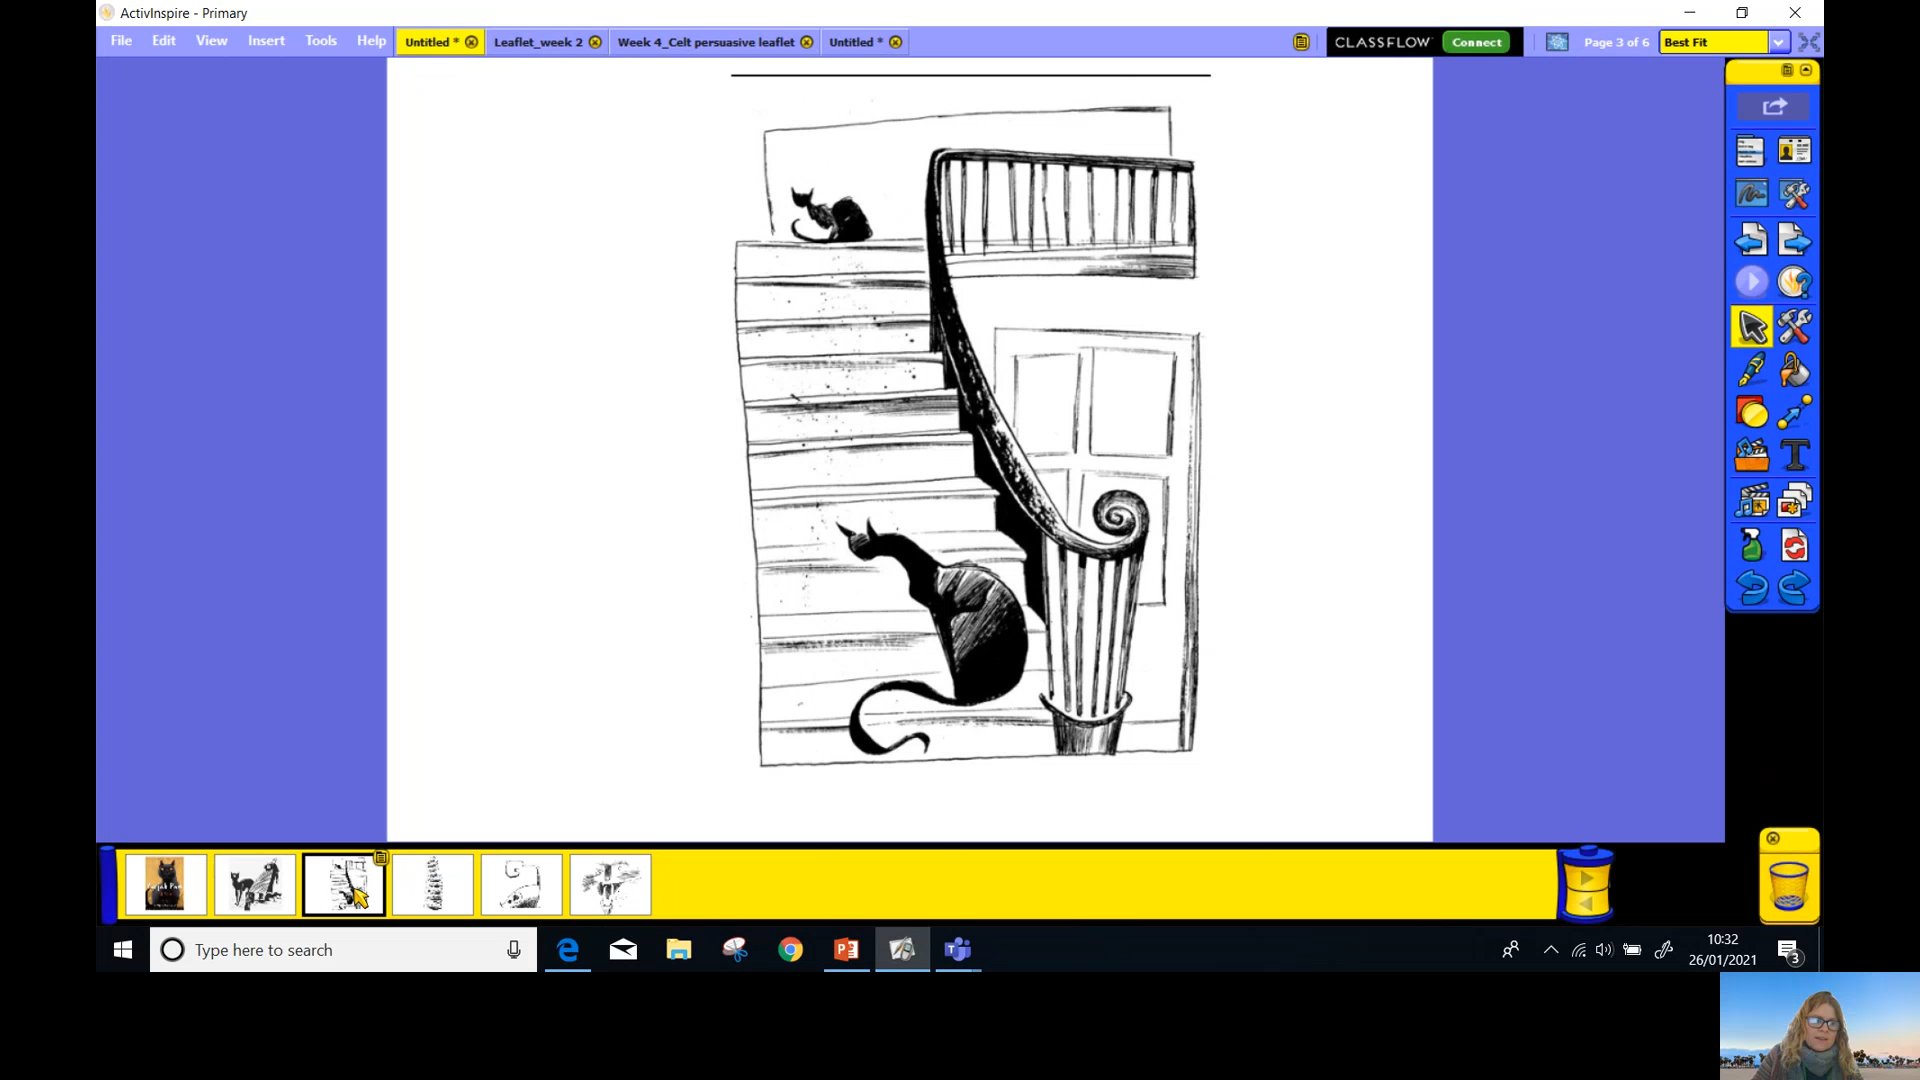 ActivInspire - Primary
File Edit View Insert Tools Help Untitled * Leaflet_week 2 Week 4_Celt persuasive leaflet Untitled * CLASSFLOW Connect Page 3 of 6 Best Fit
Type here to search
10:32
26/01/2021
3